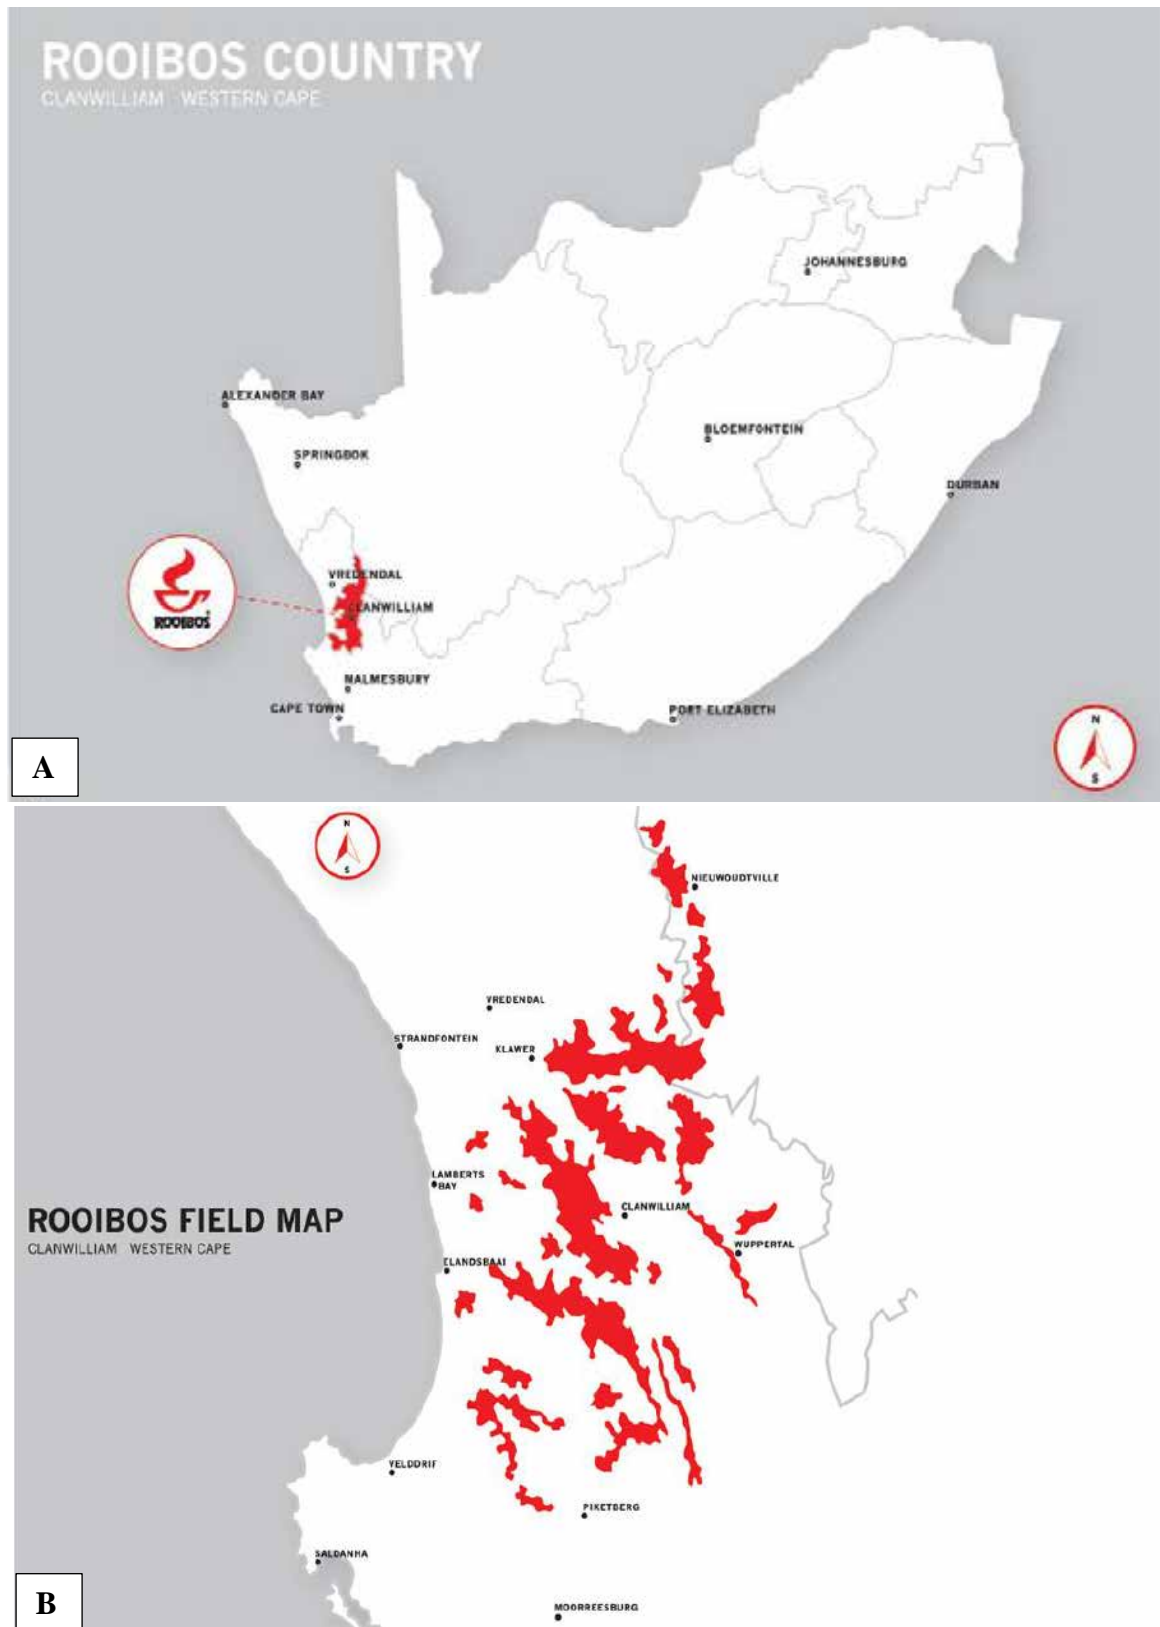 ROOIBOS COUNTRY
CLANWILLIAM WESTERN CAPE
JOHANNESBURG
ALEXANDER BAY
BLOEMFONTEIN
SPRINGBOK
DURBAN
VREDENDAL
CLANWILLIAM
ROOIBOS
MALMESBURY
CAPE TOWN
PORT ELIZABETH
N
S
A
N
S
NIEUWOUDTVILLE
VREDENDAL
STRANDFONTEIN
KLAWER
LAMBERTS
BAY
CLANWILLIAM
ROOIBOS FIELD MAP
CLANWILLIAM WESTERN CAPE
WUPPERTAL
ELANDSBAAI
VELDDRIF
PIKETBERG
SALDANHA
B
MOORREESBURG